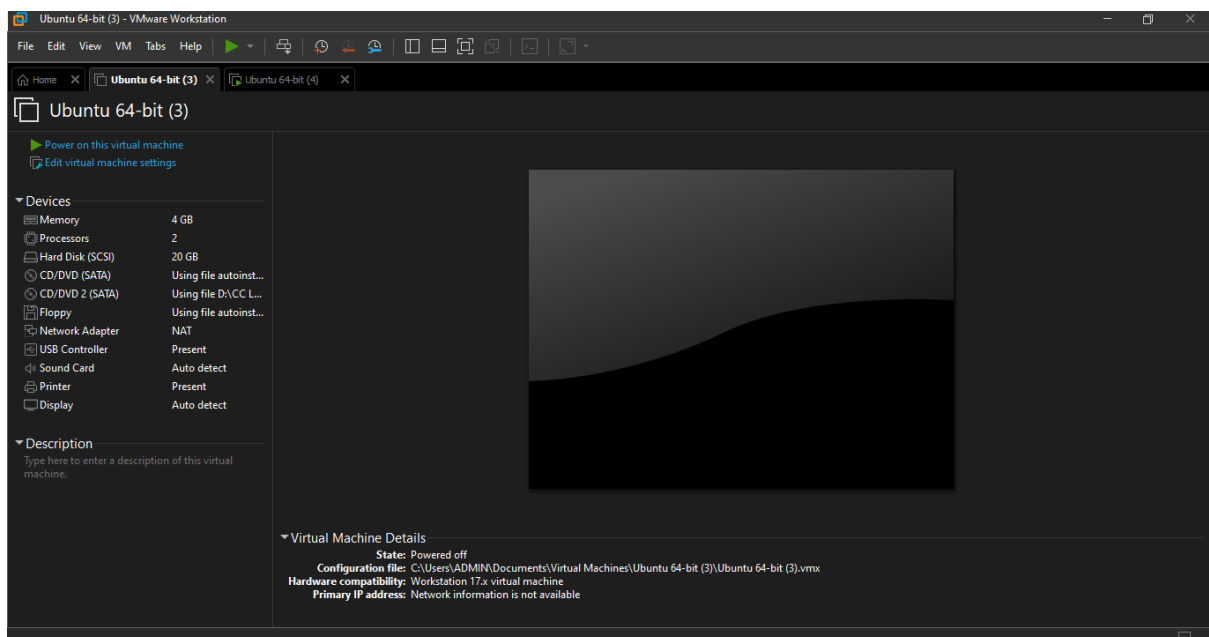 Ubuntu 64-bit (3) - VMware Workstation
File Edit View VM Tabs Help
Home Ubuntu 64-bit (3) Ubuntu 64-bit (4)
Ubuntu 64-bit (3)
Power on this virtual machine
Edit virtual machine settings
Devices
Memory 4 GB
Processors 2
Hard Disk (SCSI) 20 GB
CD/DVD (SATA) Using file autoinst...
CD/DVD 2 (SATA) Using file D:\CC L...
Floppy Using file autoinst...
Network Adapter NAT
USB Controller Present
Sound Card Auto detect
Printer Present
Display Auto detect
Description
Type here to enter a description of this virtual
machine.
Virtual Machine Details
State: Powered off
Configuration file: C:\Users\ADMIN\Documents\Virtual Machines\Ubuntu 64-bit (3)\Ubuntu 64-bit (3).vmx
Hardware compatibility: Workstation 17.x virtual machine
Primary IP address: Network information is not available